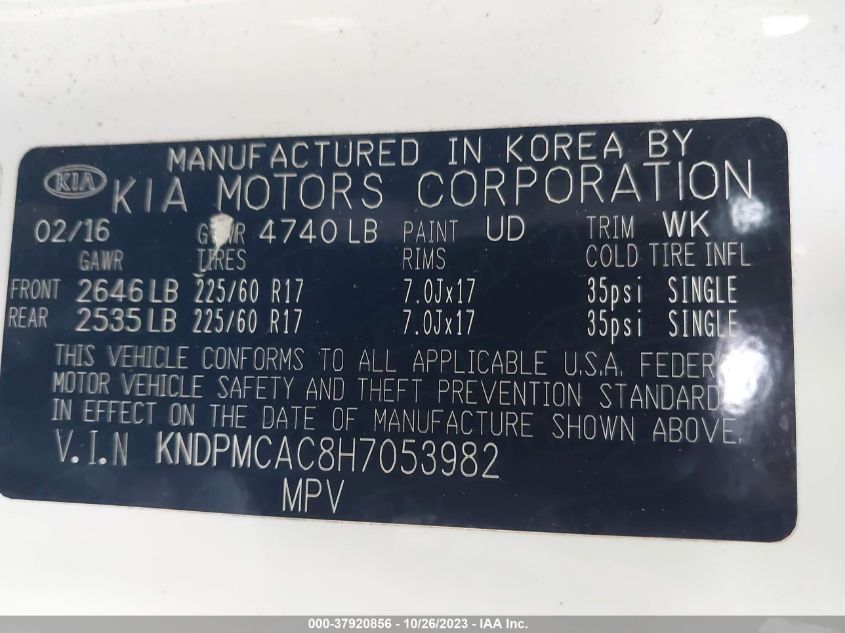 MANUFACTURED IN KOREA BY
KIA KIA MOTORS CORPORATION
02/16 4740 LB PAINT UD TRIM WK
GAWR TIRES RIMS COLD TIRE INFL
FRONT 2646 LB 225/60 R17 7.0Jx17 35psi SINGLE
REAR 2535 LB 225/60 R17 7.0Jx17 35psi SINGLE
THIS VEHICLE CONFORMS TO ALL APPLICABLE U.S.A. FEDER
MOTOR VEHICLE SAFETY AND THEFT PREVENTION STANDARD
IN EFFECT ON THE DATE OF MANUFACTURE SHOWN ABOVE.
V.I.N KNDPMCAC8H7053982
MPV
000-37920856 - 10/26/2023 - IAA Inc.